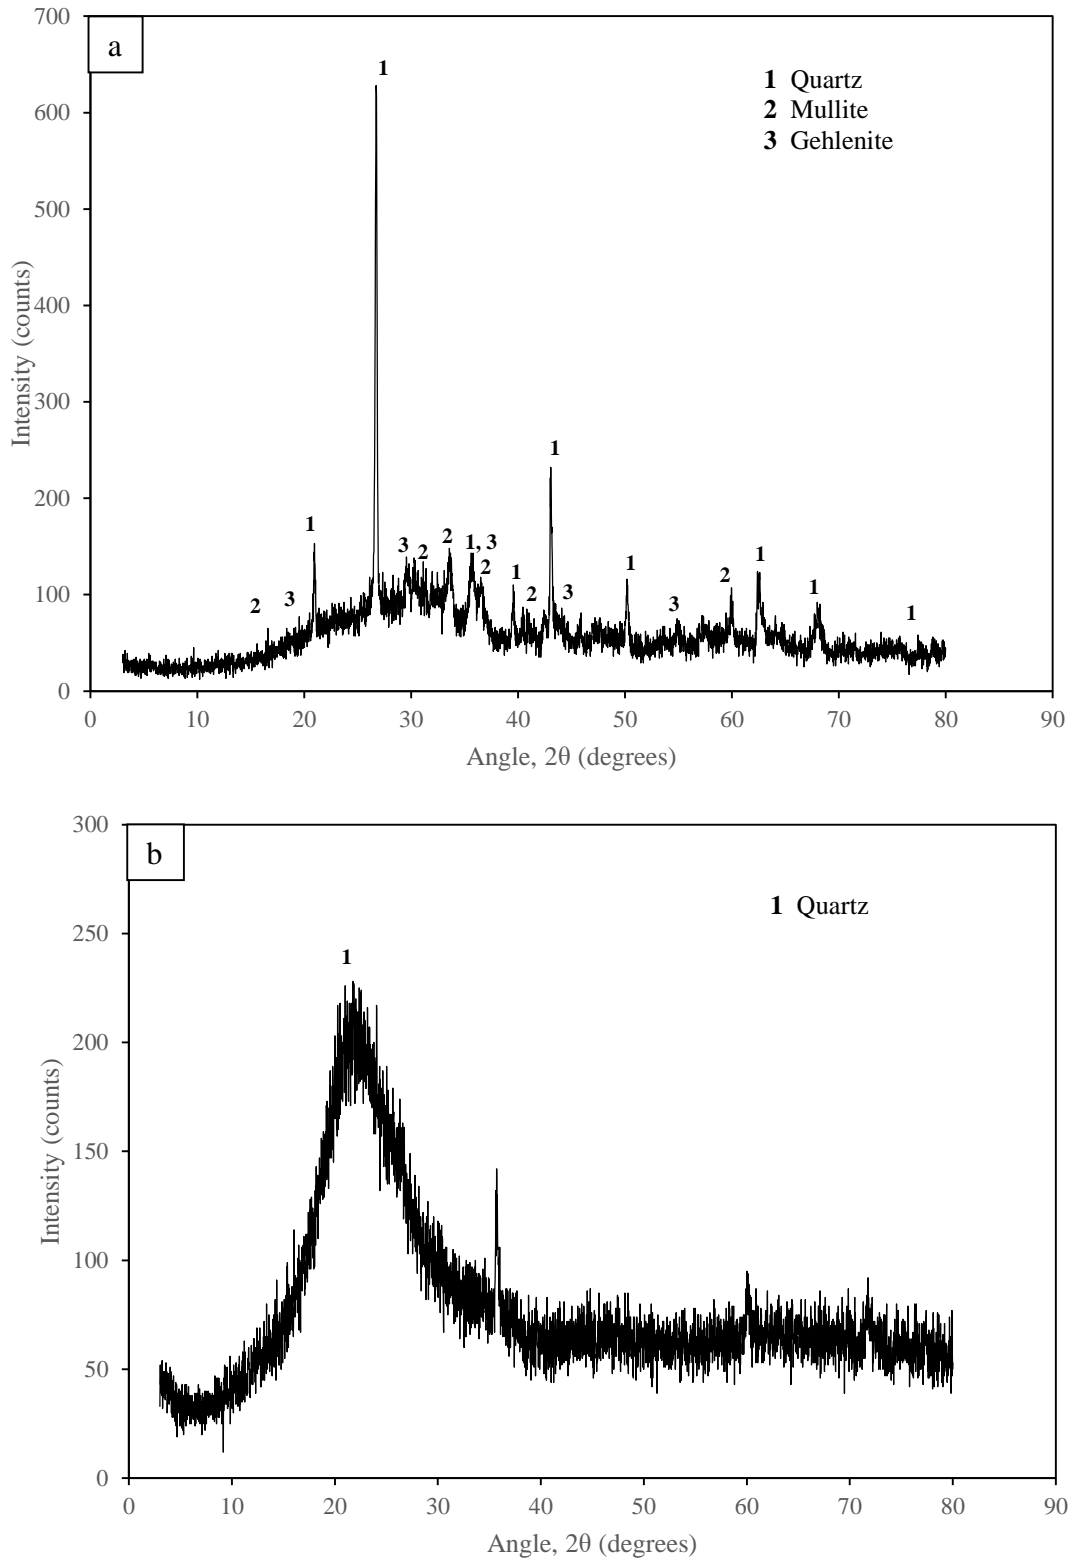 a
700
600
500
400
300
200
100
0
Intensity (counts)
1 Quartz
2 Mullite
3 Gehlenite
2
3
1
1
3
2
2
1, 3
2
1
2
1
3
1
3
2
1
1
1
0 10 20 30 40 50 60 70 80 90
Angle, 2θ (degrees)
b
300
250
200
150
100
50
0
Intensity (counts)
1 Quartz
1
0 10 20 30 40 50 60 70 80 90
Angle, 2θ (degrees)